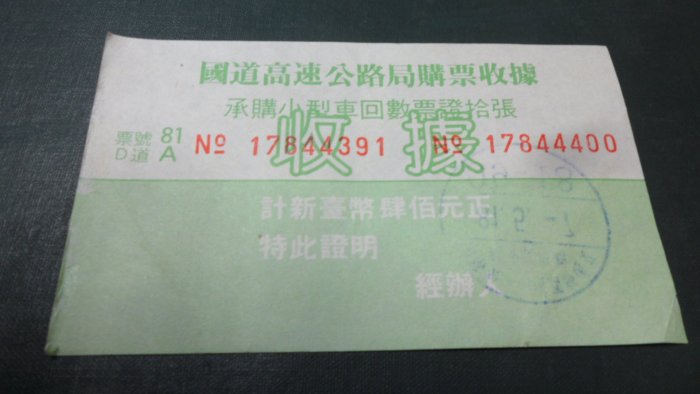 國道高速公路局購票收據
承購小型車回數票證拾張
收據
票號 81 № 17844391 № 17844400
D道 A
計新臺幣肆佰元正
特此證明
經辦人